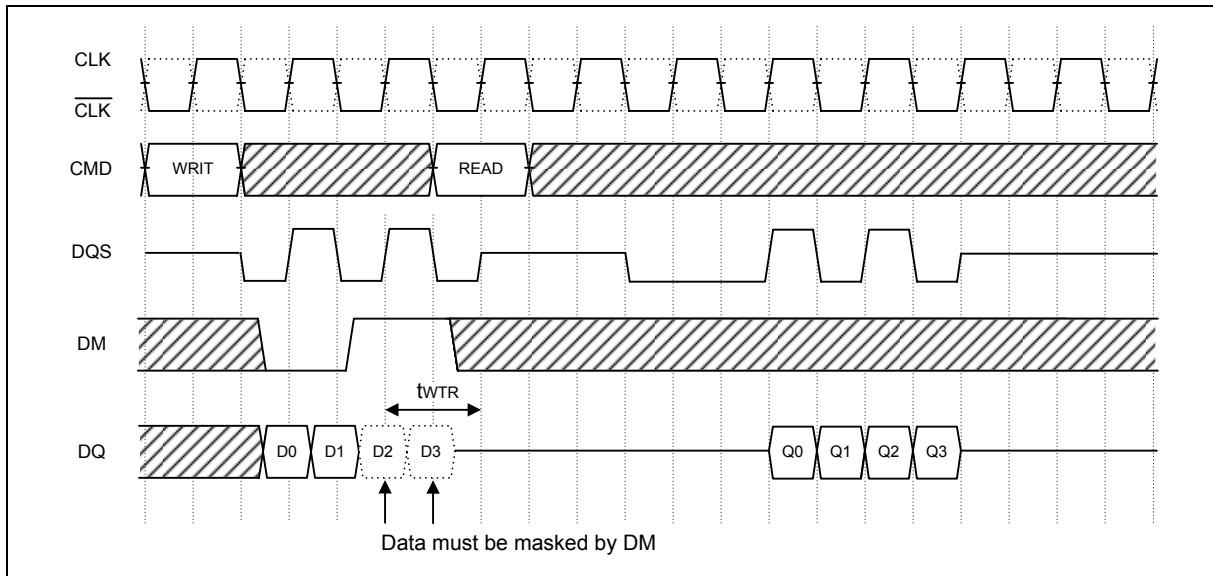 CLK
CLK
CMD WRIT READ
DQS
DM
tWTR
DQ D0 D1 D2 D3 Q0 Q1 Q2 Q3
Data must be masked by DM